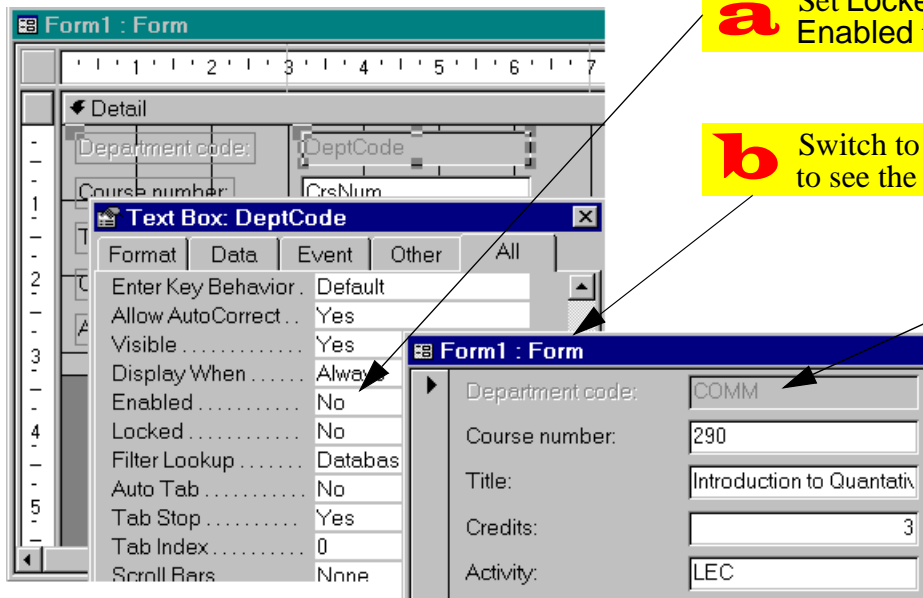 Form1 : Form
1 2 3 4 5 6 7
Detail
Department code: DeptCode
Course number: CrsNum
Text Box: DeptCode
Format Data Event Other All
Enter Key Behavior . Default
Allow AutoCorrect . . Yes
Visible . . . . . . . . . . . . . Yes
Display When . . . . . . Always
Enabled . . . . . . . . . . . No
Locked . . . . . . . . . . . . No
Filter Lookup . . . . . . . Databas
Auto Tab . . . . . . . . . . No
Tab Stop . . . . . . . . . . Yes
Tab Index . . . . . . . . . . 0
Scroll Bars None
1
2
3
4
5
a Set Locke
Enabled
b Switch to
to see the
Form1 : Form
Department code: COMM
Course number: 290
Title: Introduction to Quantativ
Credits: 3
Activity: LEC